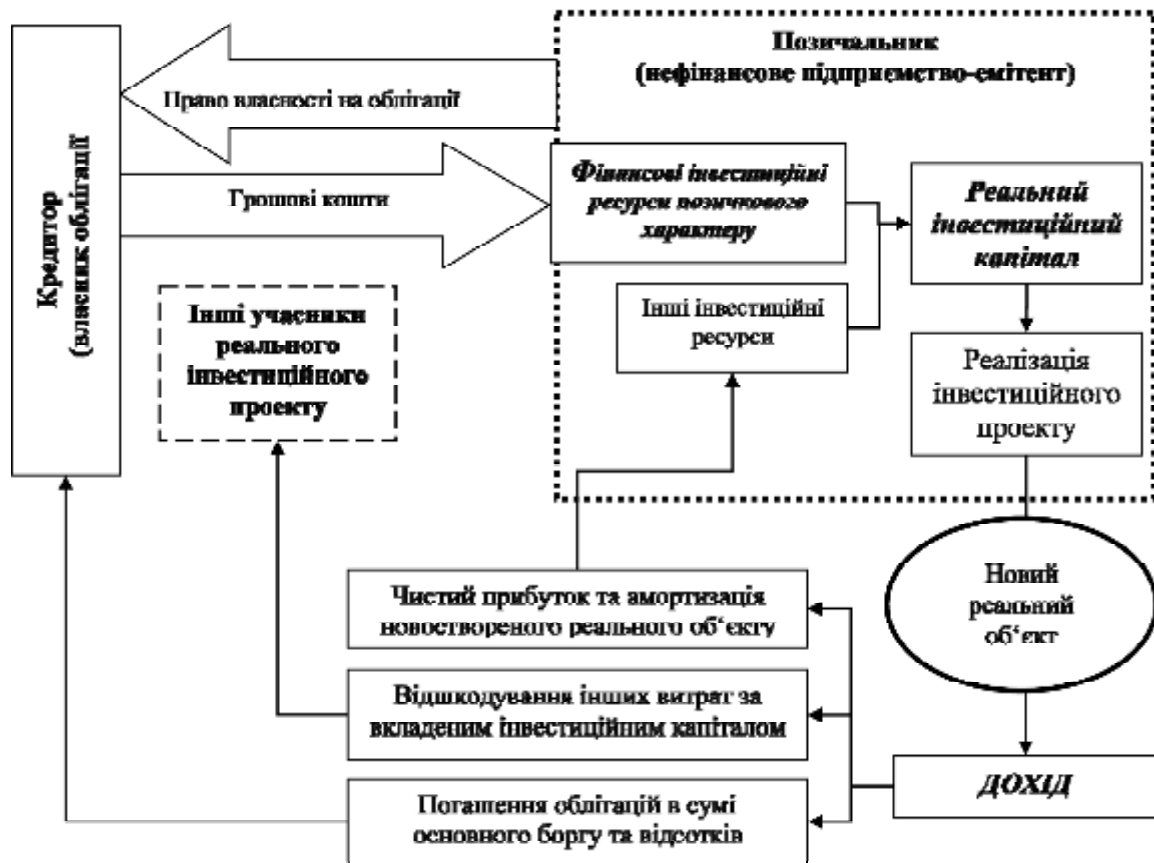 Позичальник
(нефінансове підприємство-емітент)
Право власності на облігації
Кредитор
(власник облігації
Грошові кошти
Фінансові інвестиційні
ресурси позичкового
характеру
Реальний
інвестиційний
капітал
Інші учасники
реального
інвестиційного
проекту
Інші інвестиційні
ресурси
Реалізація
інвестиційного
проекту
Новий
реальний
об‘єкт
Чистий прибуток та амортизація
новоствореного реального об‘єкту
Відшкодування інших витрат за
вкладеним інвестиційним капіталом
ДОХІД
Погашення облігацій в сумі
основного боргу та відсотків